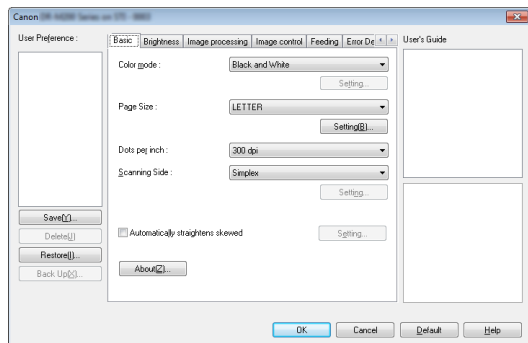 Canon
User Preference :
Basic Brightness Image processing Image control Feeding Error De
User's Guide
Color mode :
Black and White
Setting...
Page Size :
LETTER
Setting(B)...
Dots per inch :
300 dpi
Scanning Side :
Simplex
Setting...
Save(Y)...
Delete(J)
Restore(I)...
Back Up(X)...
Automatically straightens skewed
Setting...
About(Z)...
OK Cancel Default Help